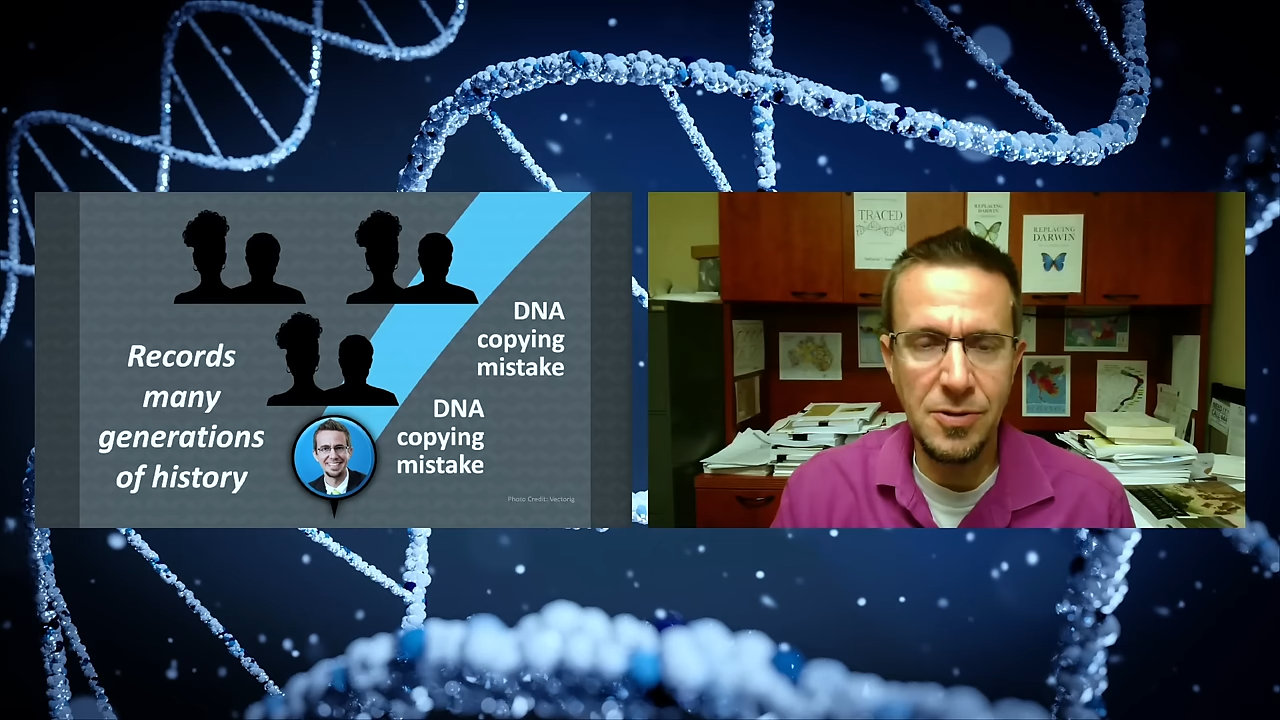 Records
many
generations
of history
DNA
copying
mistake
DNA
copying
mistake
Photo Credit: Vectorig
TRACED
REPLACING
DARWIN
REPLACING
DARWIN